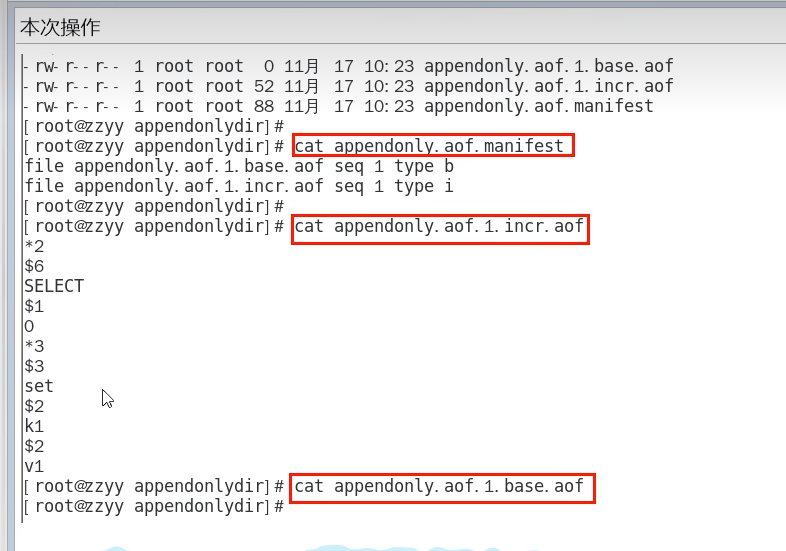 本次操作
-rw-r--r-- 1 root root  0 11月 17 10:23 appendonly.aof.1.base.aof
-rw-r--r-- 1 root root 52 11月 17 10:23 appendonly.aof.1.incr.aof
-rw-r--r-- 1 root root 88 11月 17 10:23 appendonly.aof.manifest
[root@zzyy appendonlydir]#
[root@zzyy appendonlydir]# cat appendonly.aof.manifest
file appendonly.aof.1.base.aof seq 1 type b
file appendonly.aof.1.incr.aof seq 1 type i
[root@zzyy appendonlydir]#
[root@zzyy appendonlydir]# cat appendonly.aof.1.incr.aof
*2
$6
SELECT
$1
0
*3
$3
set
$2
k1
$2
v1
[root@zzyy appendonlydir]# cat appendonly.aof.1.base.aof
[root@zzyy appendonlydir]#